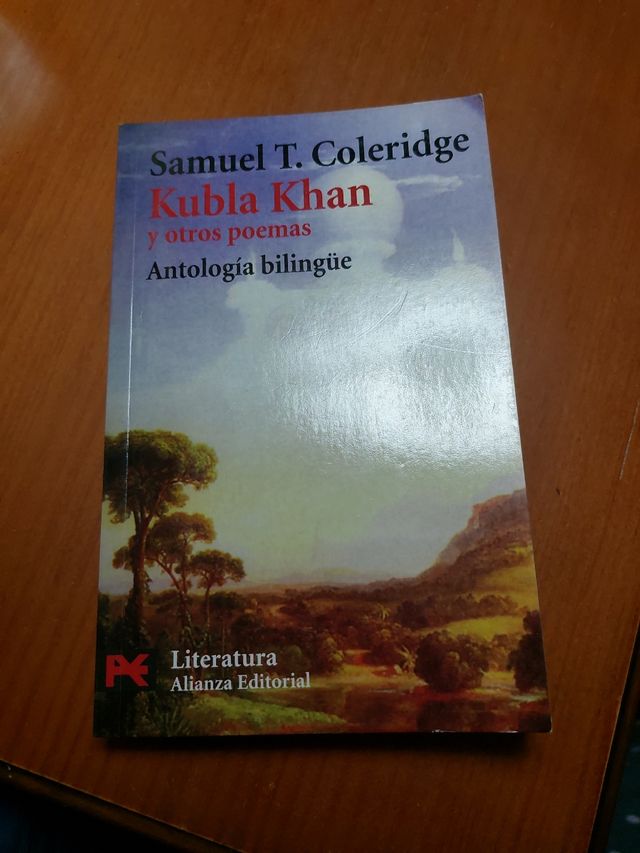 Samuel T. Coleridge
Kubla Khan
y otros poemas
Antología bilingüe
Literatura
Alianza Editorial